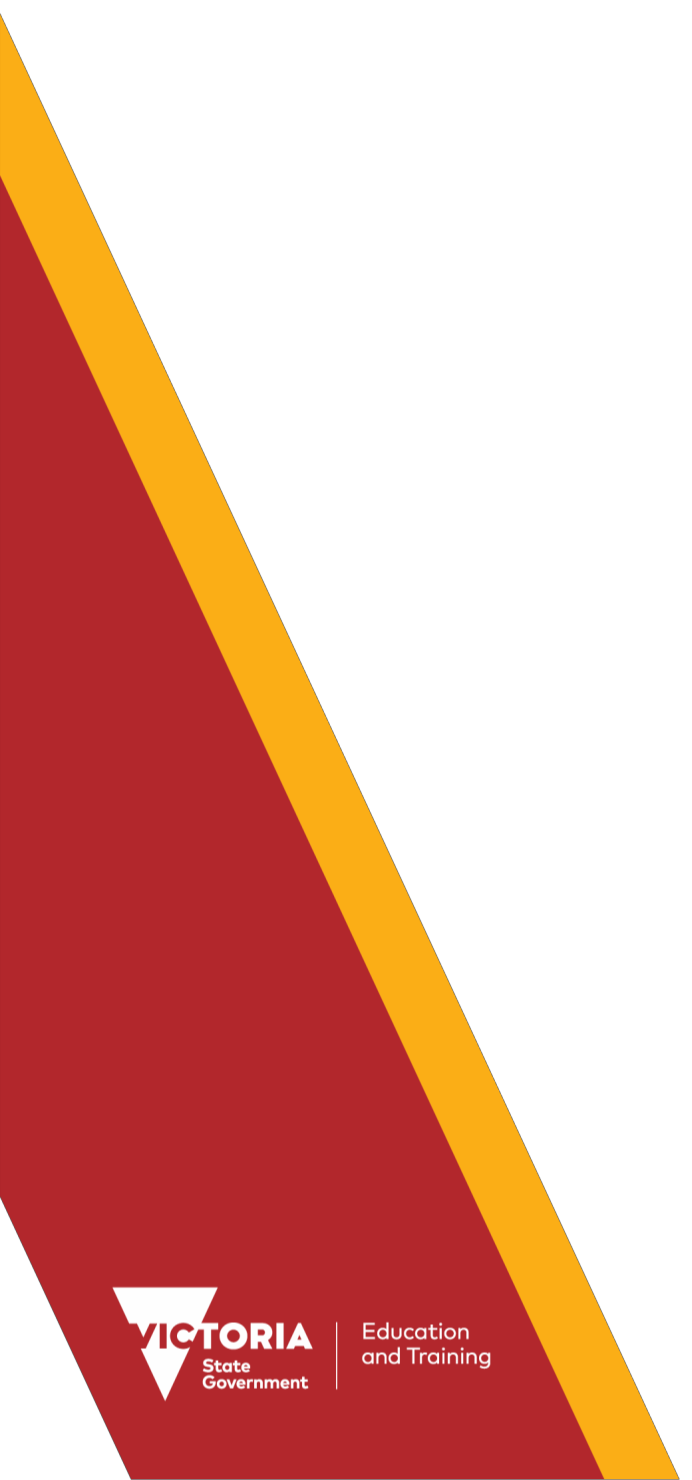 VICTORIA
State
Government
Education
and Training